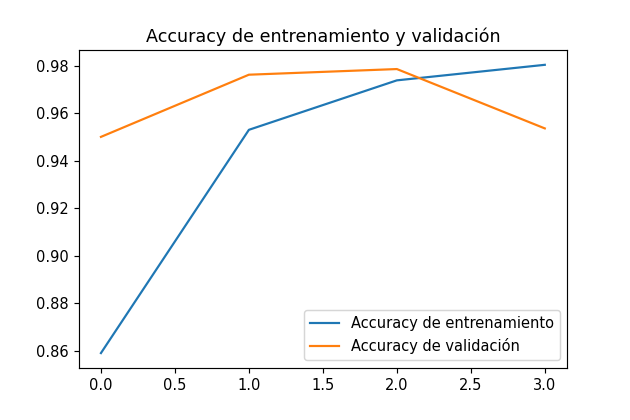 Accuracy de entrenamiento y validación
0.98
0.96
0.94
0.92
0.90
0.88
0.86
Accuracy de entrenamiento
Accuracy de validación
0.0 0.5 1.0 1.5 2.0 2.5 3.0